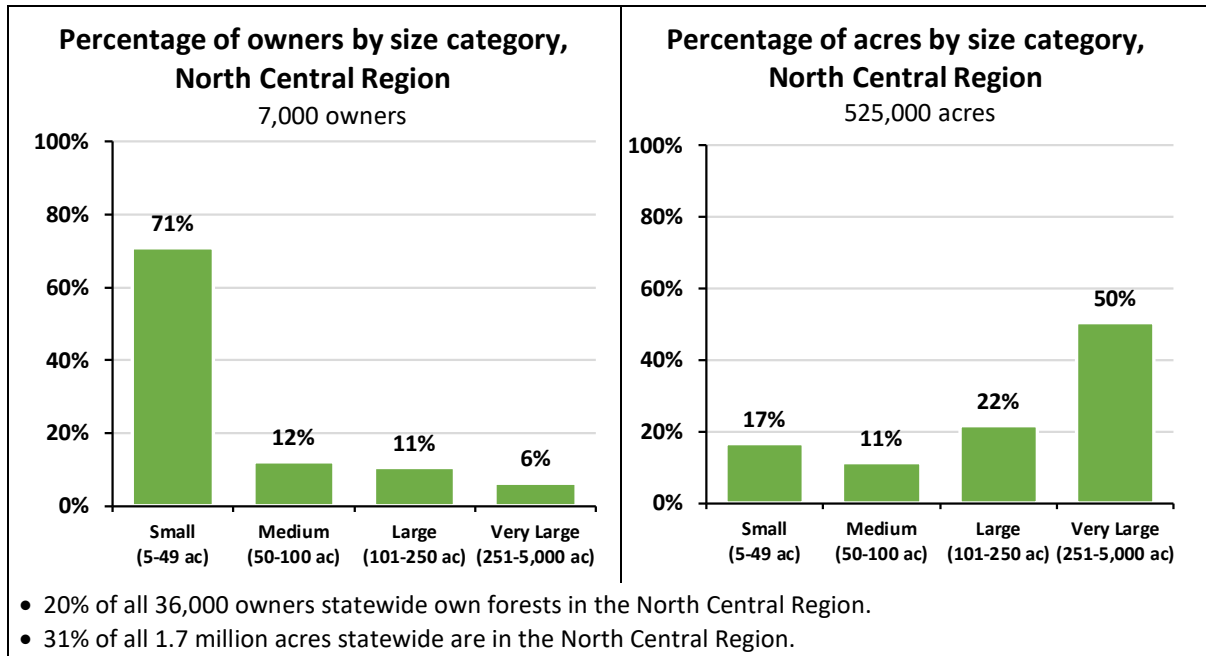 Percentage of owners by size category,
North Central Region
7,000 owners
100%
80%
60%
40%
20%
0%
71%
12%
11%
6%
Small
(5-49 ac)
Medium
(50-100 ac)
Large
(101-250 ac)
Very Large
(251-5,000 ac)
Percentage of acres by size category,
North Central Region
525,000 acres
100%
80%
60%
40%
20%
0%
17%
11%
22%
50%
Small
(5-49 ac)
Medium
(50-100 ac)
Large
(101-250 ac)
Very Large
(251-5,000 ac)
• 20% of all 36,000 owners statewide own forests in the North Central Region.
• 31% of all 1.7 million acres statewide are in the North Central Region.